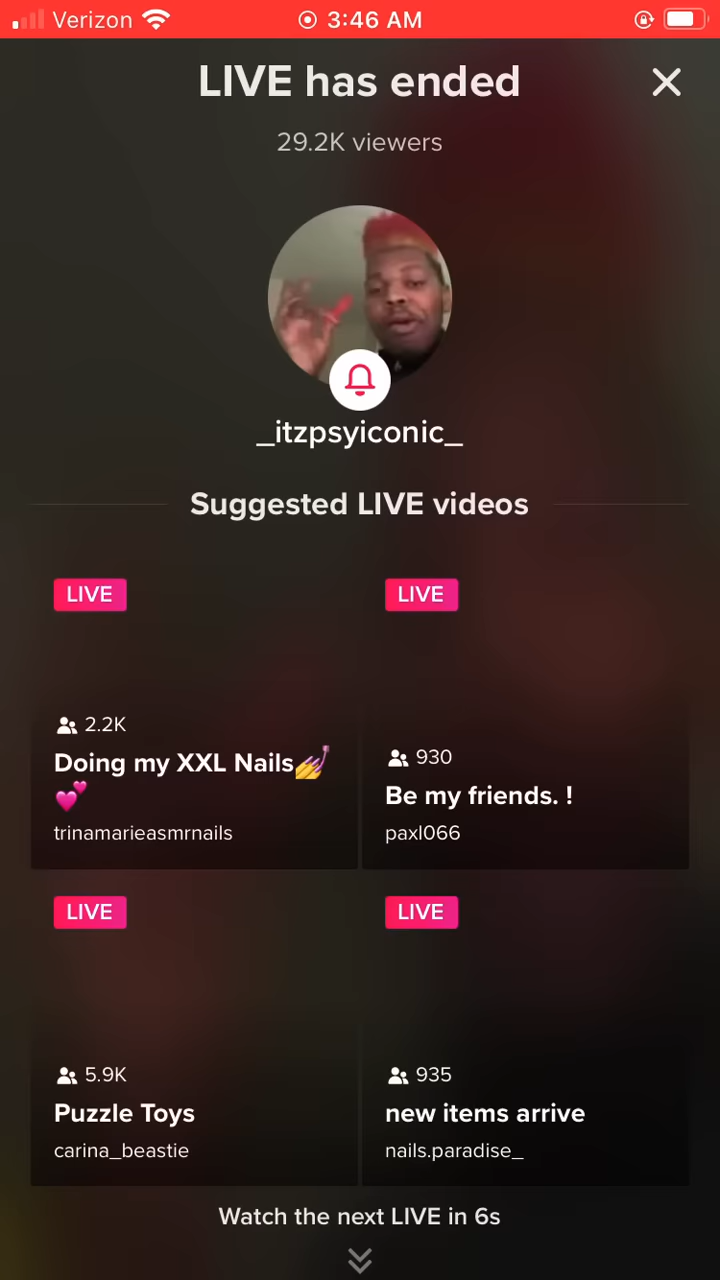 Verizon 3:46 AM
LIVE has ended
29.2K viewers
_itzpsyiconic_
Suggested LIVE videos
LIVE
2.2K
Doing my XXL Nails💅
💕
trinamarieasmrnails
LIVE
930
Be my friends. !
paxl066
LIVE
5.9K
Puzzle Toys
carina_beastie
LIVE
935
new items arrive
nails.paradise_
Watch the next LIVE in 6s